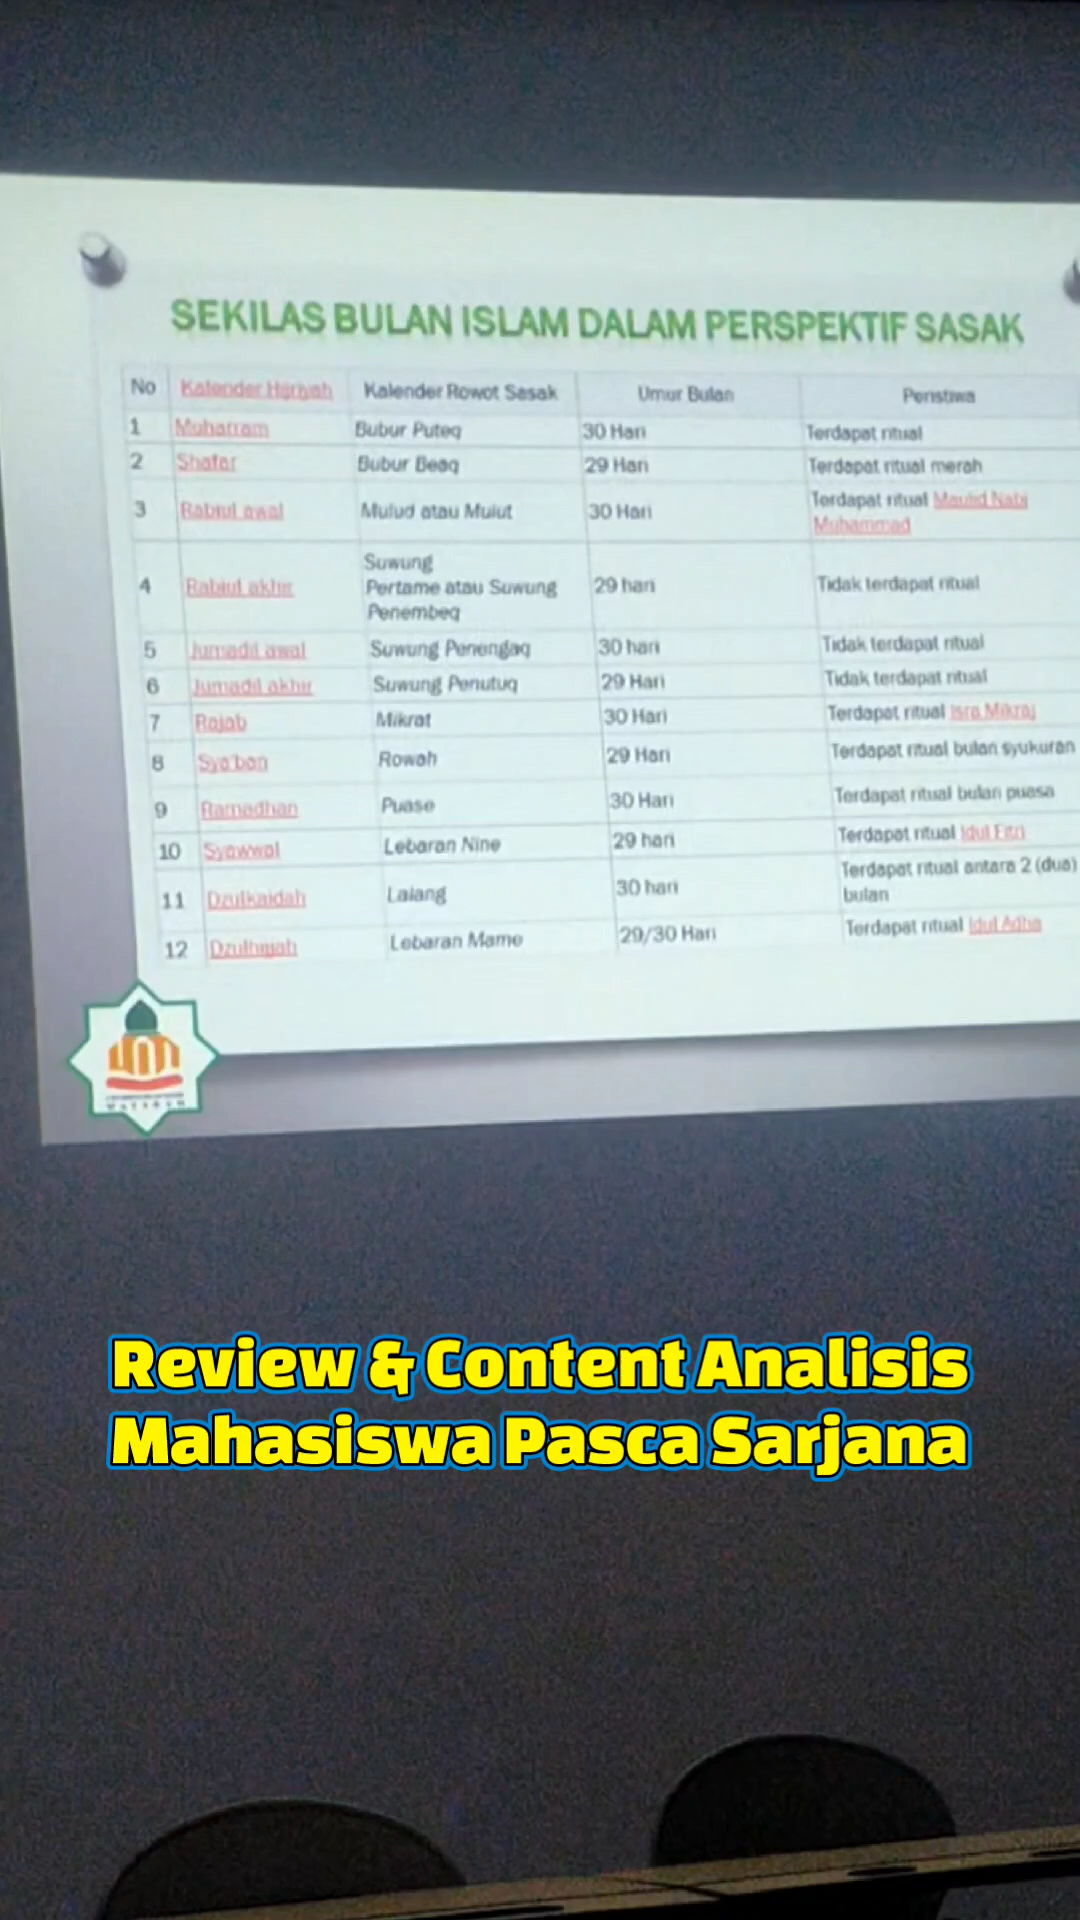 SEKILAS BULAN ISLAM DALAM PERSPEKTIF SASAK
No Kalender Hijriyah Kalender Rowot Sasak Umur Bulan Peristiwa
1 Muharram Bubur Puteq 30 Hari Terdapat ritual
2 Shafar Bubur Beaq 29 Hari Terdapat ritual merah
3 Rabiul awal Mulud atau Mulut 30 Hari Terdapat ritual Maulid Nabi
Muhammad
4 Rabiul akhir Suwung
Pertame atau Suwung
Penembeq 29 hari Tidak terdapat ritual
5 Jumadil awal Suwung Penengaq 30 hari Tidak terdapat ritual
6 Jumadil akhir Suwung Penutuq 29 Hari Tidak terdapat ritual
7 Rajab Mikrat 30 Hari Terdapat ritual Isra Mikraj
8 Sya'ban Rowah 29 Hari Terdapat ritual bulan syukuran
9 Ramadhan Puase 30 Hari Terdapat ritual bulan puasa
10 Syawwal Lebaran Nine 29 hari Terdapat ritual Idul Fitri
11 Dzulkaidah Lalang 30 hari Terdapat ritual antara 2 (dua)
bulan
12 Dzulhijjah Lebaran Mame 29/30 Hari Terdapat ritual Idul Adha
MATARAM
Review & Content Analisis
Mahasiswa Pasca Sarjana